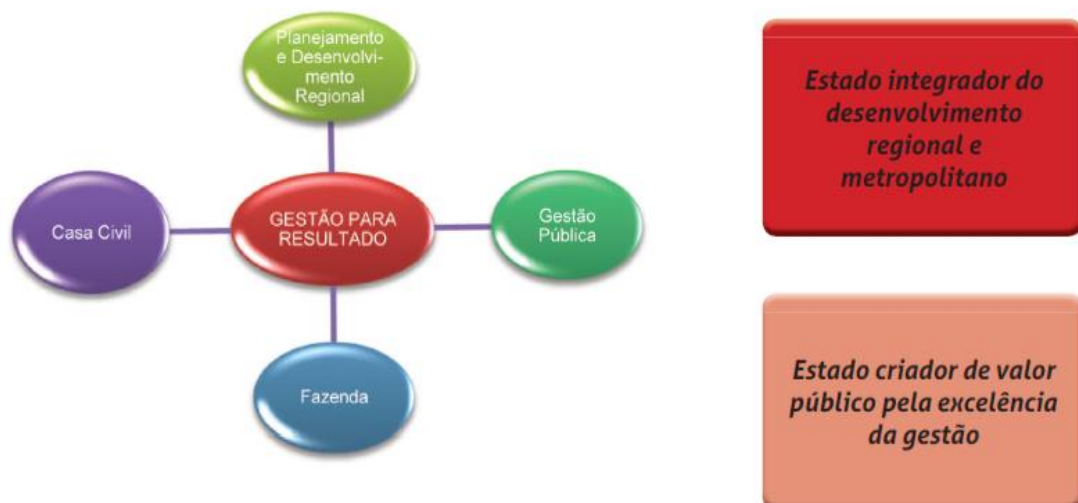 Planejamento
e Desenvolvi-
mento
Regional
Casa Civil
GESTÃO PARA
RESULTADO
Gestão
Pública
Fazenda
Estado integrador do
desenvolvimento
regional e
metropolitano
Estado criador de valor
público pela excelência
da gestão